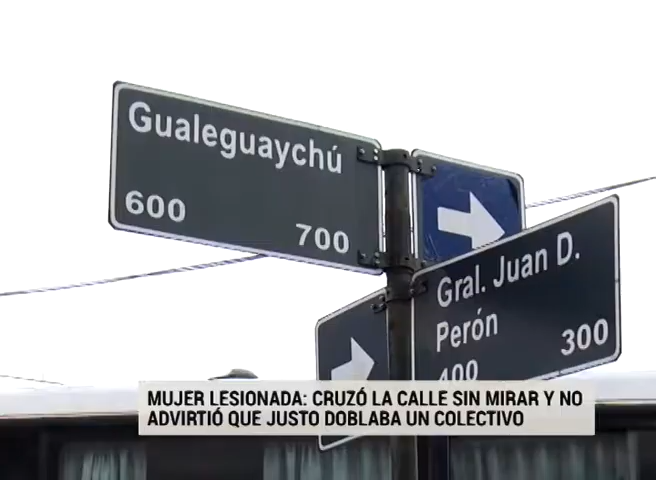 Gualeguaychú
600 700
Gral. Juan D.
Perón
400 300
MUJER LESIONADA: CRUZÓ LA CALLE SIN MIRAR Y NO
ADVIRTIÓ QUE JUSTO DOBLABA UN COLECTIVO